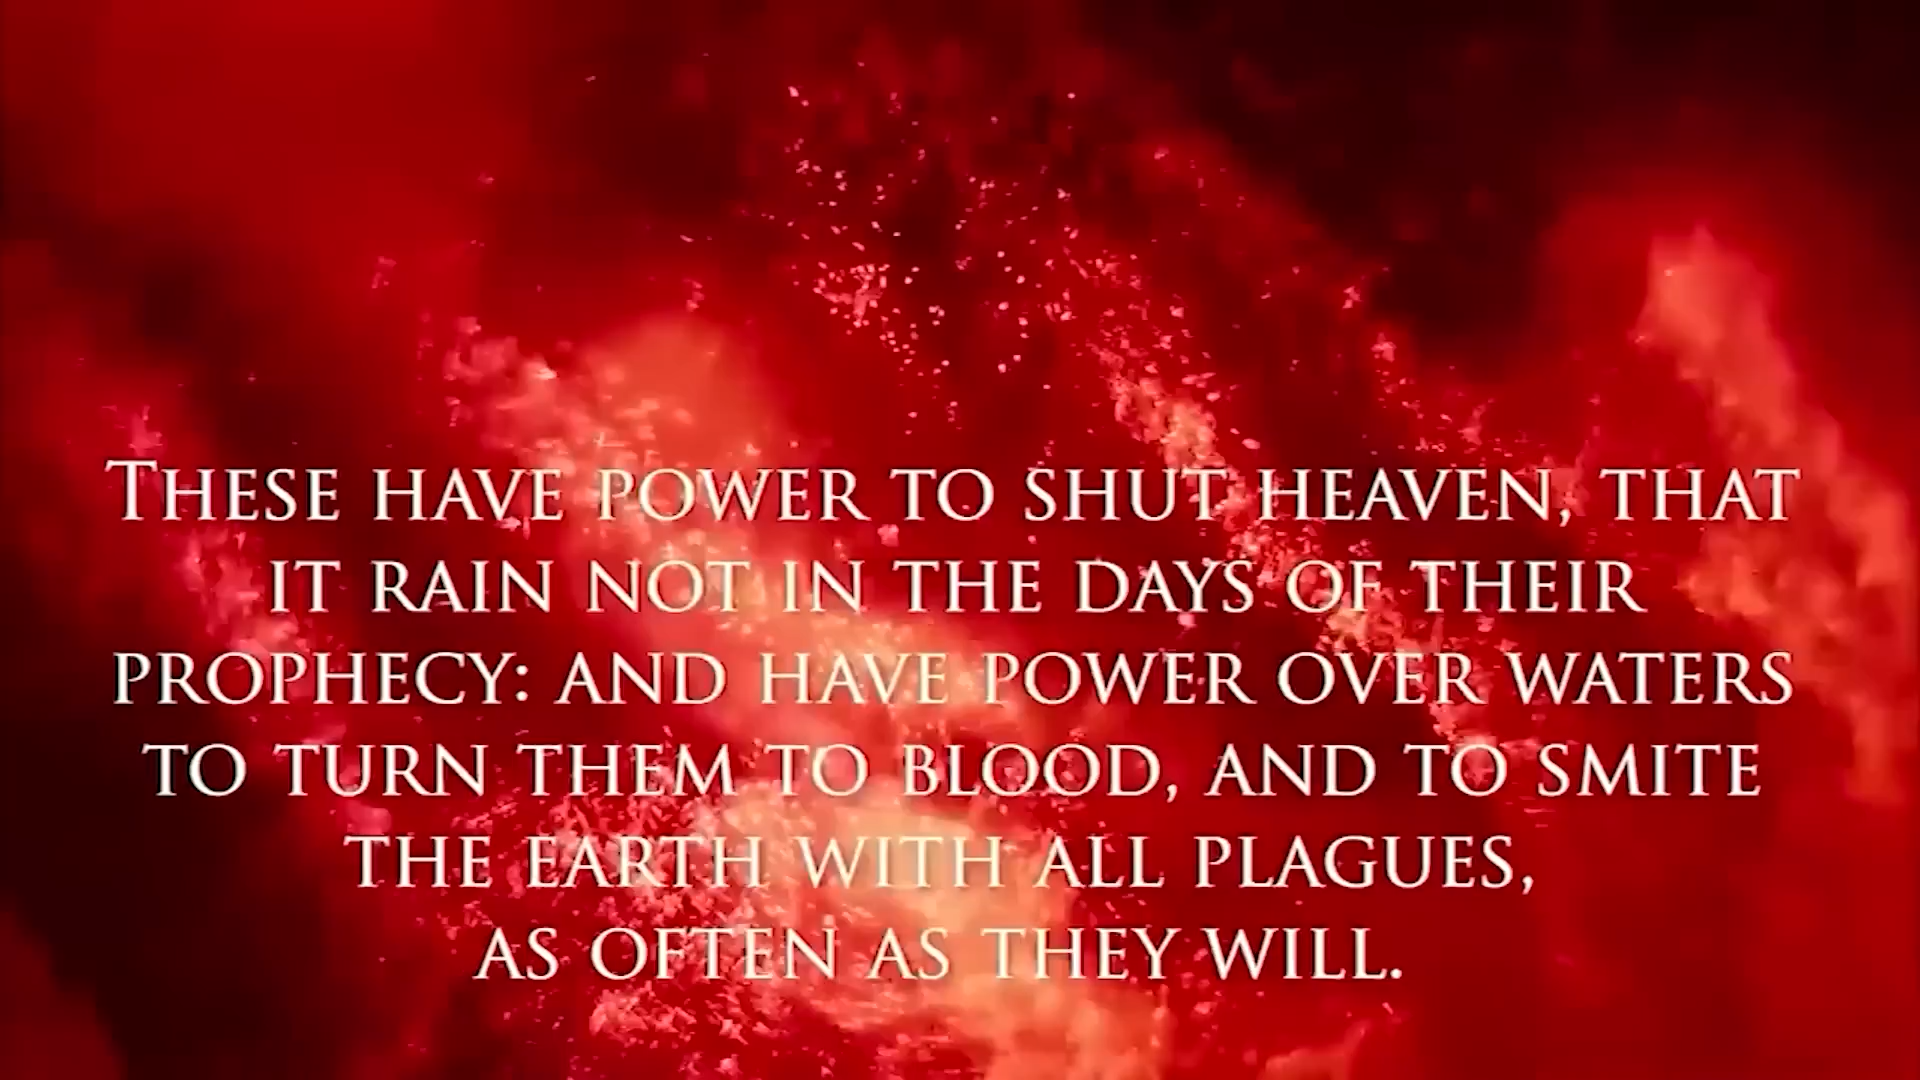 THESE HAVE POWER TO SHUT HEAVEN, THAT
IT RAIN NOT IN THE DAYS OF THEIR
PROPHECY: AND HAVE POWER OVER WATERS
TO TURN THEM TO BLOOD, AND TO SMITE
THE EARTH WITH ALL PLAGUES,
AS OFTEN AS THEY WILL.